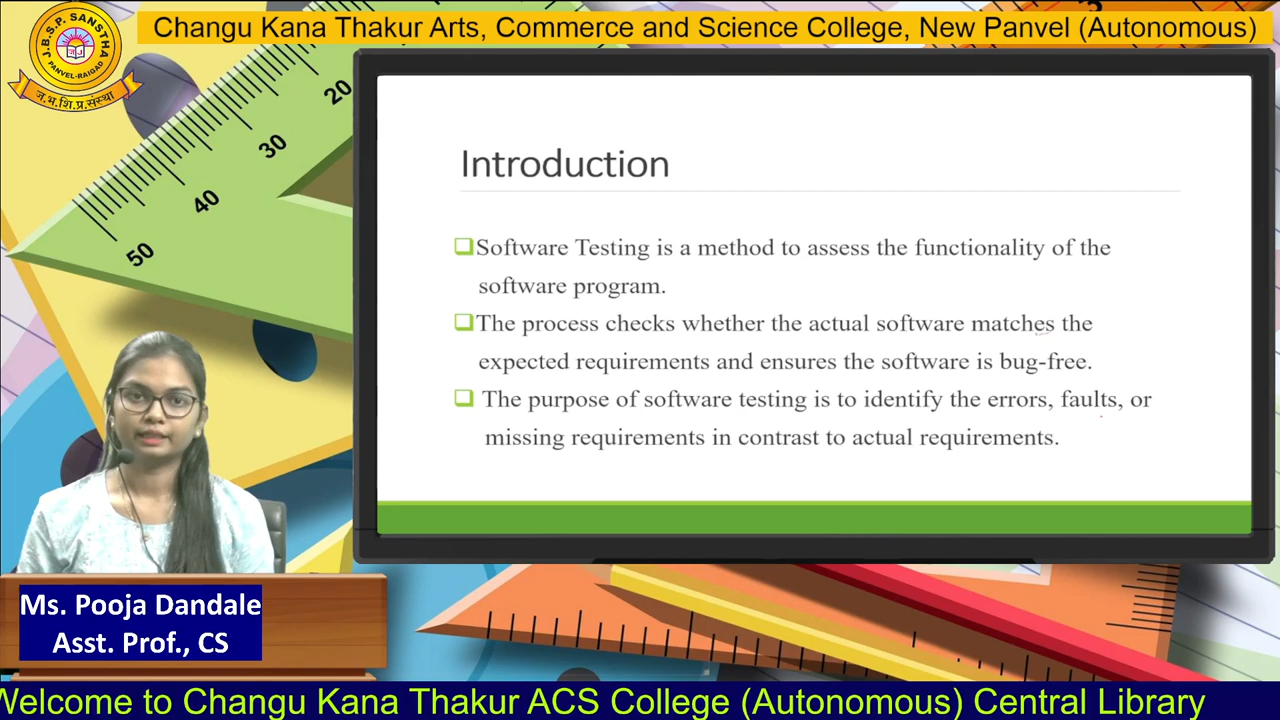 Changu Kana Thakur Arts, Commerce and Science College, New Panvel (Autonomous)
J.B.S.P. SANSTHA
PANVEL-RAIGAD
ज.भ.शि.प्र.संस्था
20
30
40
50
Introduction
Software Testing is a method to assess the functionality of the
software program.
The process checks whether the actual software matches the
expected requirements and ensures the software is bug-free.
The purpose of software testing is to identify the errors, faults, or
missing requirements in contrast to actual requirements.
Ms. Pooja Dandale
Asst. Prof., CS
Welcome to Changu Kana Thakur ACS College (Autonomous) Central Library